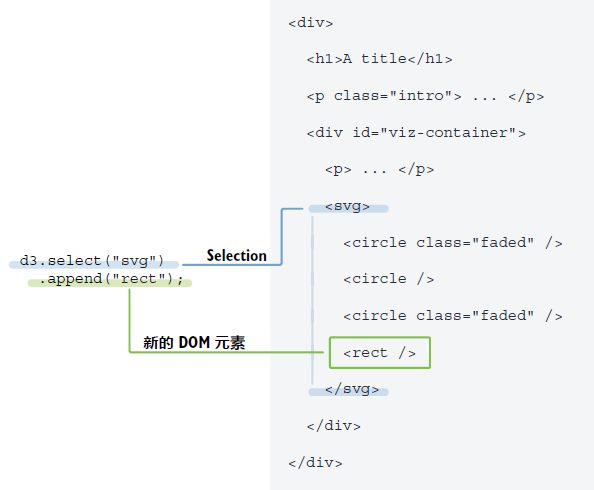 <div>
<h1>A title</h1>
<p class="intro"> ... </p>
<div id="viz-container">
<p> ... </p>
<svg>
<circle class="faded" />
<circle />
<circle class="faded" />
<rect />
</svg>
</div>
</div>
d3.select("svg")
.append("rect");
Selection
新的 DOM 元素